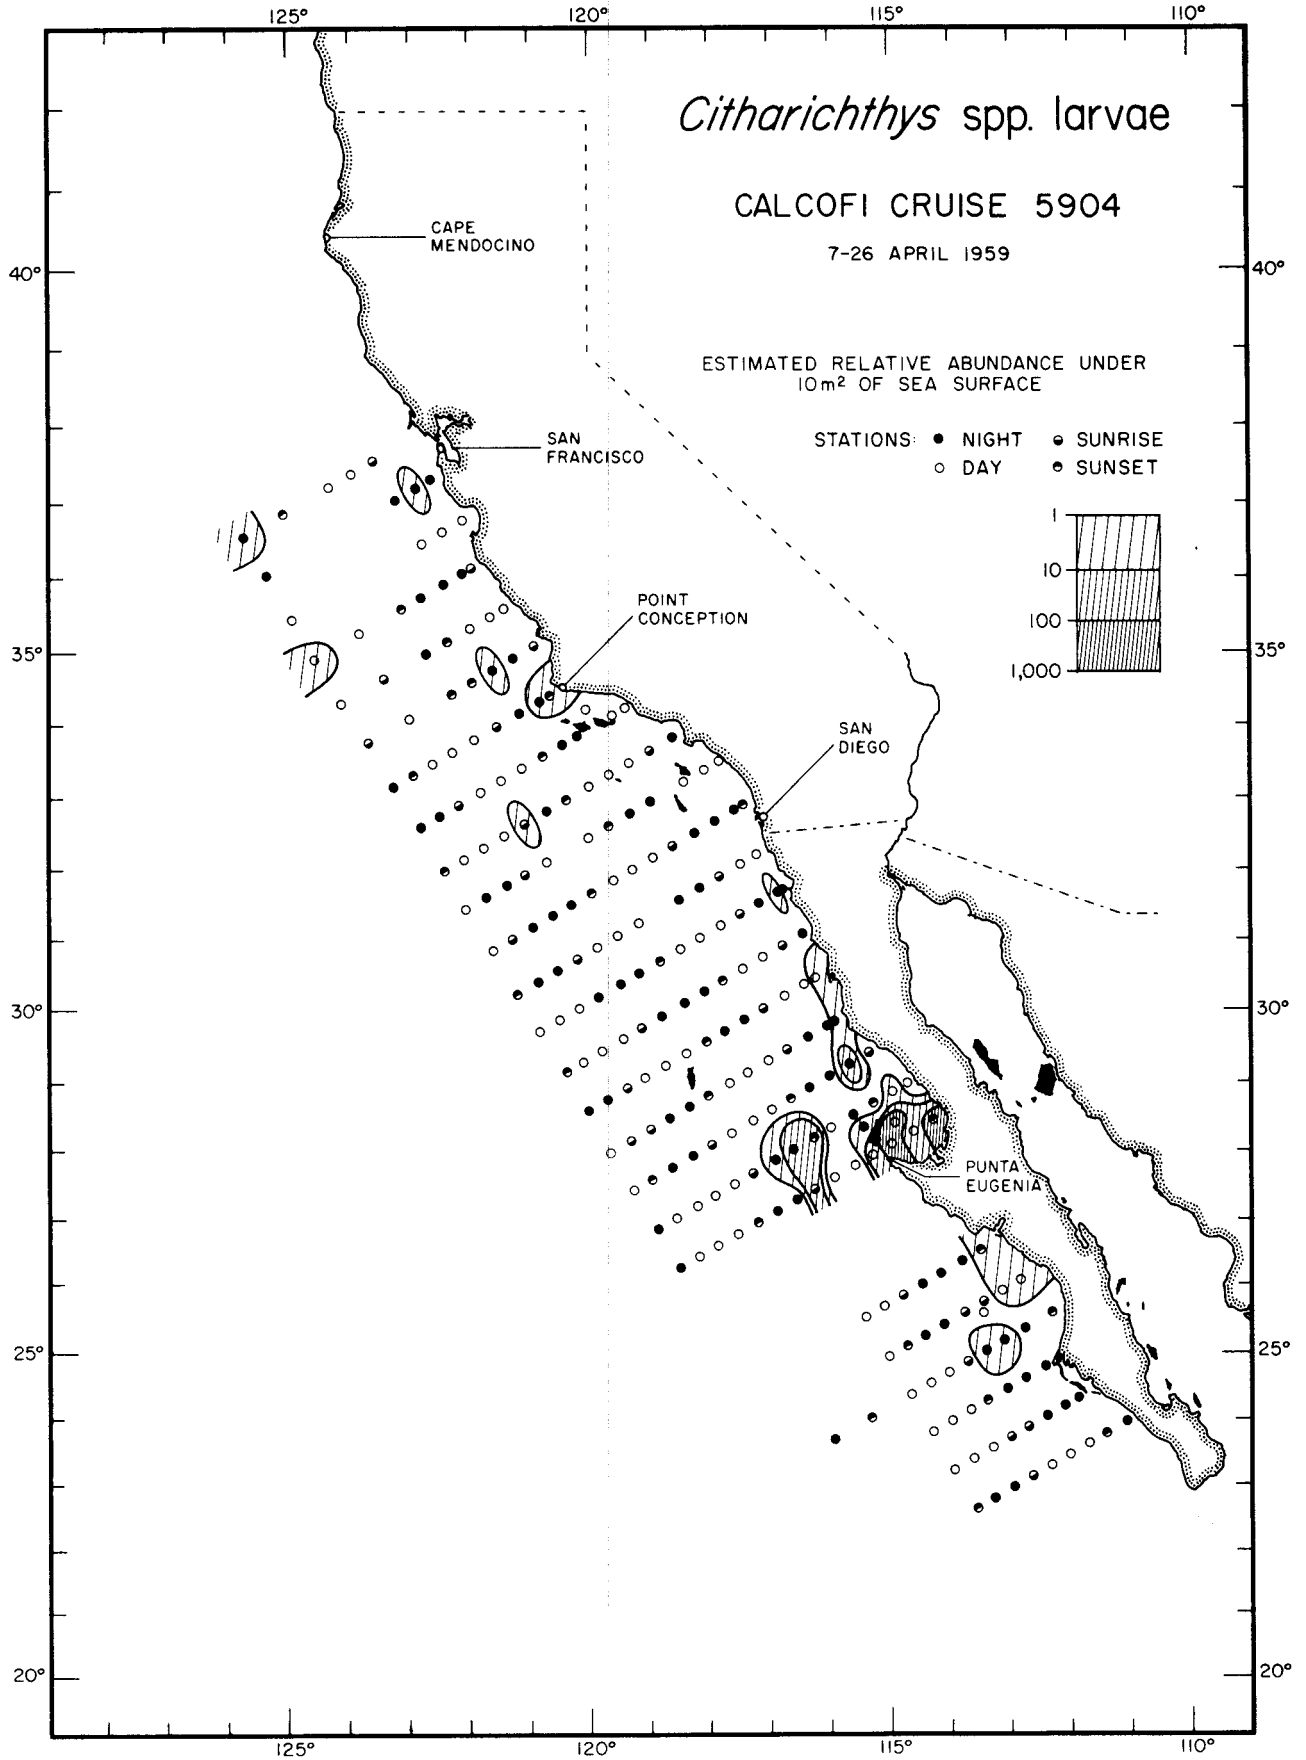 125° 120° 115° 110°
Citharichthys spp. larvae
CALCOFI CRUISE 5904
7-26 APRIL 1959
CAPE
MENDOCINO
40° 40°
ESTIMATED RELATIVE ABUNDANCE UNDER
10m² OF SEA SURFACE
STATIONS: ● NIGHT ◒ SUNRISE
○ DAY ◓ SUNSET
SAN
FRANCISCO
1
10
100
1,000
POINT
CONCEPTION
35° 35°
SAN
DIEGO
30° 30°
PUNTA
EUGENIA
25° 25°
20° 20°
125° 120° 115° 110°